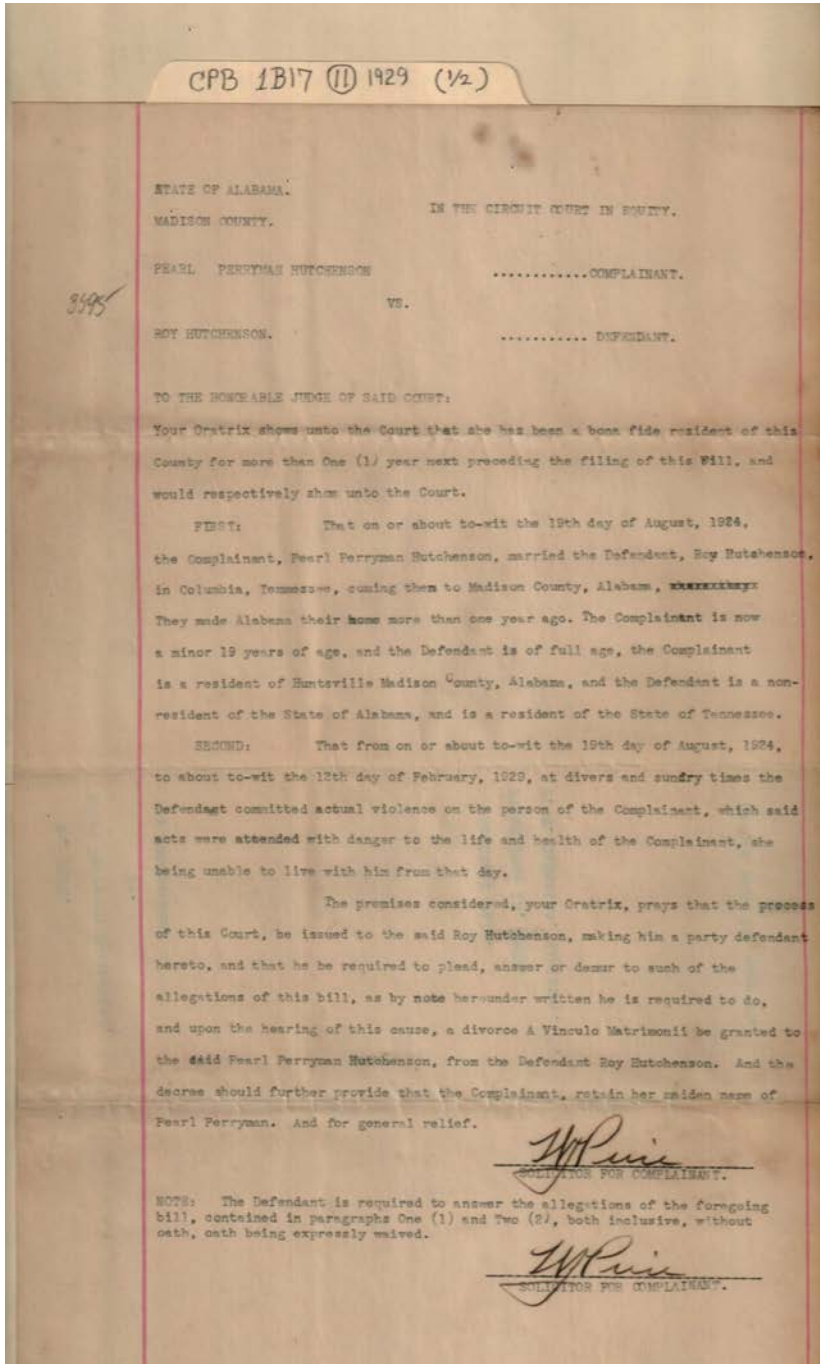 CPB 1B17 (11) 1929 (1/2)
STATE OF ALABAMA.
IN THE CIRCUIT COURT IN EQUITY.
MADISON COUNTY.
PEARL PERRYMAN HUTCHENSON ............COMPLAINANT.
3595
VS.
ROY HUTCHENSON. ........... DEFENDANT.
TO THE HONORABLE JUDGE OF SAID COURT:
Your Oratrix shows unto the Court that she has been a bona fide resident of this
County for more than One (1) year next preceding the filing of this Bill, and
would respectively show unto the Court.
FIRST: That on or about to-wit the 19th day of August, 1924,
the Complainant, Pearl Perryman Hutchenson, married the Defendant, Roy Hutchenson,
in Columbia, Tennessee, coming then to Madison County, Alabama,
They made Alabama their home more than one year ago. The Complainant is now
a minor 19 years of age, and the Defendant is of full age, the Complainant
is a resident of Huntsville Madison County, Alabama, and the Defendant is a non-
resident of the State of Alabama, and is a resident of the State of Tennessee.
SECOND: That from on or about to-wit the 19th day of August, 1924,
to about to-wit the 12th day of February, 1929, at divers and sundry times the
Defendant committed actual violence on the person of the Complainant, which said
acts were attended with danger to the life and health of the Complainant, she
being unable to live with him from that day.
The premises considered, your Oratrix, prays that the process
of this Court, be issued to the said Roy Hutchenson, making him a party defendant
hereto, and that he be required to plead, answer or demur to such of the
allegations of this bill, as by note hereunder written he is required to do,
and upon the hearing of this cause, a divorce A Vinculo Matrimonii be granted to
the said Pearl Perryman Hutchenson, from the Defendant Roy Hutchenson. And the
decree should further provide that the Complainant, retain her maiden name of
Pearl Perryman. And for general relief.
SOLICITOR FOR COMPLAINANT.
NOTE: The Defendant is required to answer the allegations of the foregoing
bill, contained in paragraphs One (1) and Two (2), both inclusive, without
oath, oath being expressly waived.
SOLICITOR FOR COMPLAINANT.